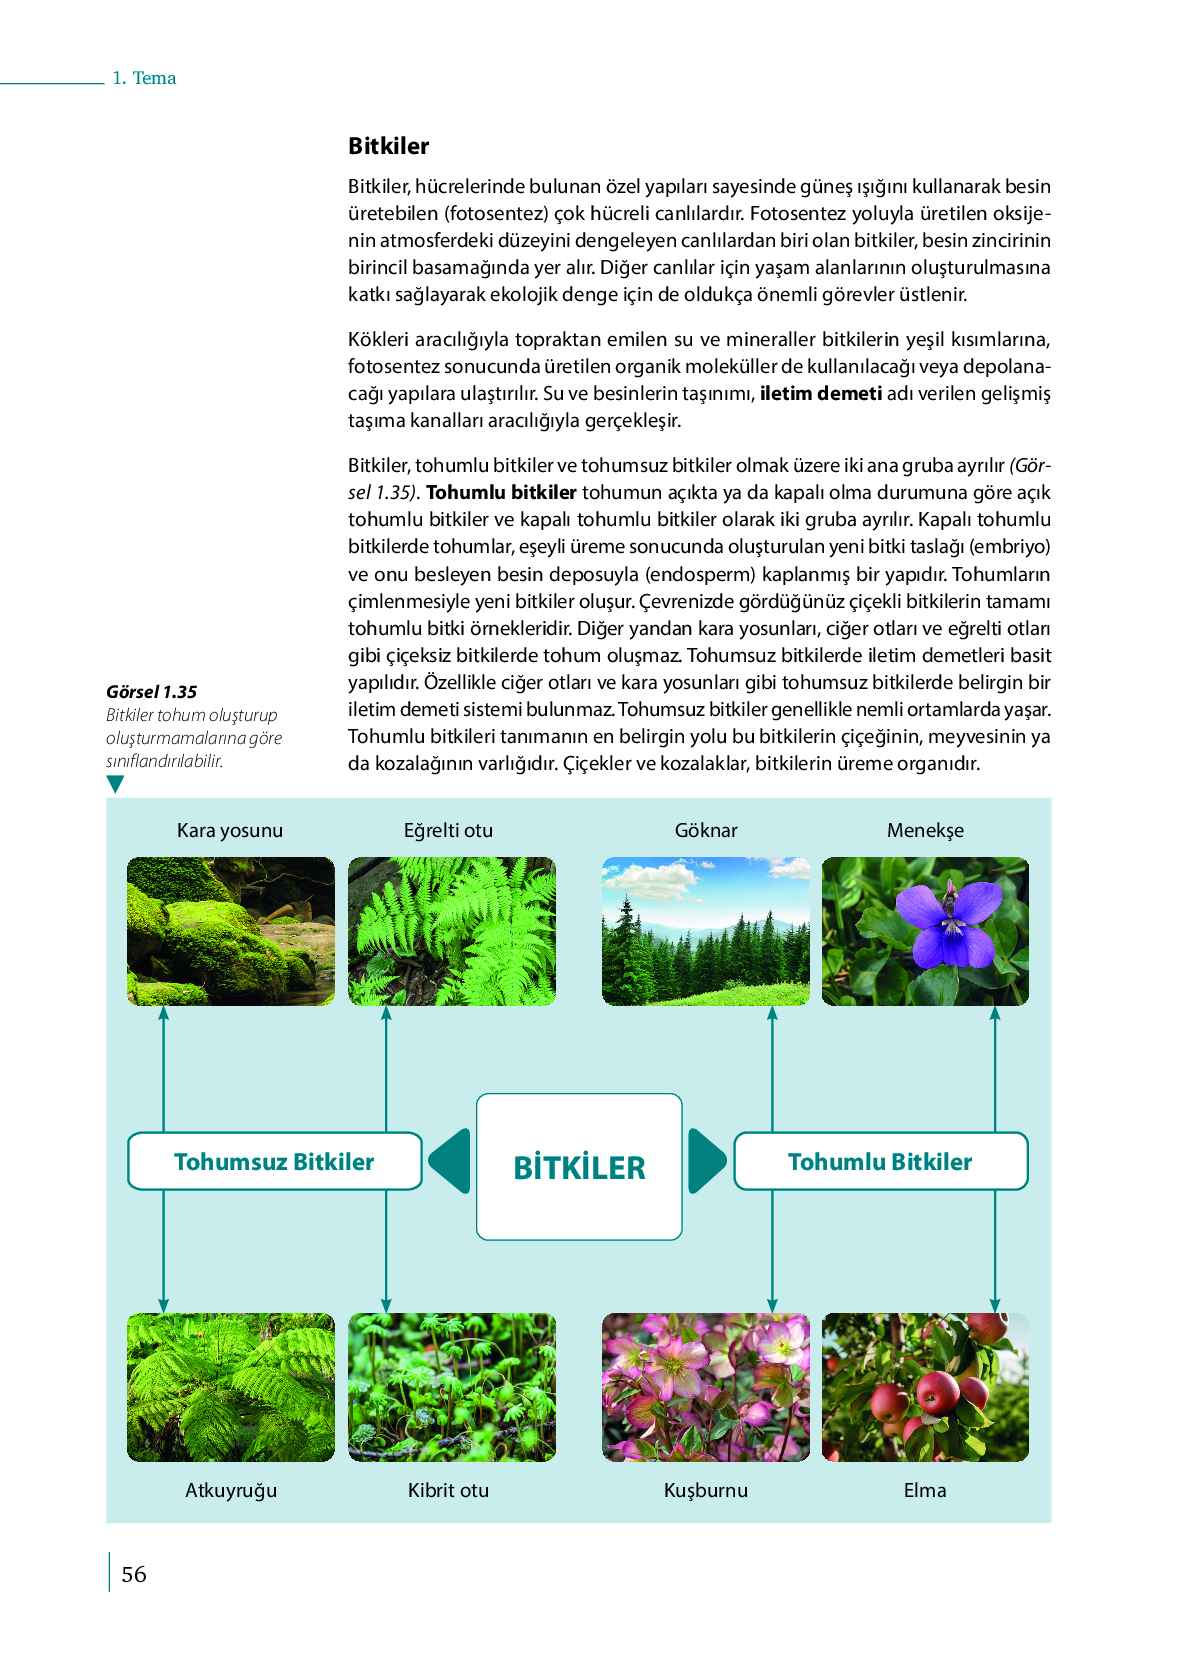 1. Tema
Bitkiler
Bitkiler, hücrelerinde bulunan özel yapıları sayesinde güneş ışığını kullanarak besin
üretebilen (fotosentez) çok hücreli canlılardır. Fotosentez yoluyla üretilen oksije-
nin atmosferdeki düzeyini dengeleyen canlılardan biri olan bitkiler, besin zincirinin
birincil basamağında yer alır. Diğer canlılar için yaşam alanlarının oluşturulmasına
katkı sağlayarak ekolojik denge için de oldukça önemli görevler üstlenir.
Kökleri aracılığıyla topraktan emilen su ve mineraller bitkilerin yeşil kısımlarına,
fotosentez sonucunda üretilen organik moleküller de kullanılacağı veya depolana-
cağı yapılara ulaştırılır. Su ve besinlerin taşınımı, iletim demeti adı verilen gelişmiş
taşıma kanalları aracılığıyla gerçekleşir.
Bitkiler, tohumlu bitkiler ve tohumsuz bitkiler olmak üzere iki ana gruba ayrılır (Gör-
sel 1.35). Tohumlu bitkiler tohumun açıkta ya da kapalı olma durumuna göre açık
tohumlu bitkiler ve kapalı tohumlu bitkiler olarak iki gruba ayrılır. Kapalı tohumlu
bitkilerde tohumlar, eşeyli üreme sonucunda oluşturulan yeni bitki taslağı (embriyo)
ve onu besleyen besin deposuyla (endosperm) kaplanmış bir yapıdır. Tohumların
çimlenmesiyle yeni bitkiler oluşur. Çevrenizde gördüğünüz çiçekli bitkilerin tamamı
tohumlu bitki örnekleridir. Diğer yandan kara yosunları, ciğer otları ve eğrelti otları
gibi çiçeksiz bitkilerde tohum oluşmaz. Tohumsuz bitkilerde iletim demetleri basit
yapılıdır. Özellikle ciğer otları ve kara yosunları gibi tohumsuz bitkilerde belirgin bir
iletim demeti sistemi bulunmaz. Tohumsuz bitkiler genellikle nemli ortamlarda yaşar.
Tohumlu bitkileri tanımanın en belirgin yolu bu bitkilerin çiçeğinin, meyvesinin ya
da kozalağının varlığıdır. Çiçekler ve kozalaklar, bitkilerin üreme organıdır.
Görsel 1.35
Bitkiler tohum oluşturup
oluşturmamalarına göre
sınıflandırılabilir.
Kara yosunu
Eğrelti otu
Göknar
Menekşe
Tohumsuz Bitkiler
BİTKİLER
Tohumlu Bitkiler
Atkuyruğu
Kibrit otu
Kuşburnu
Elma
56